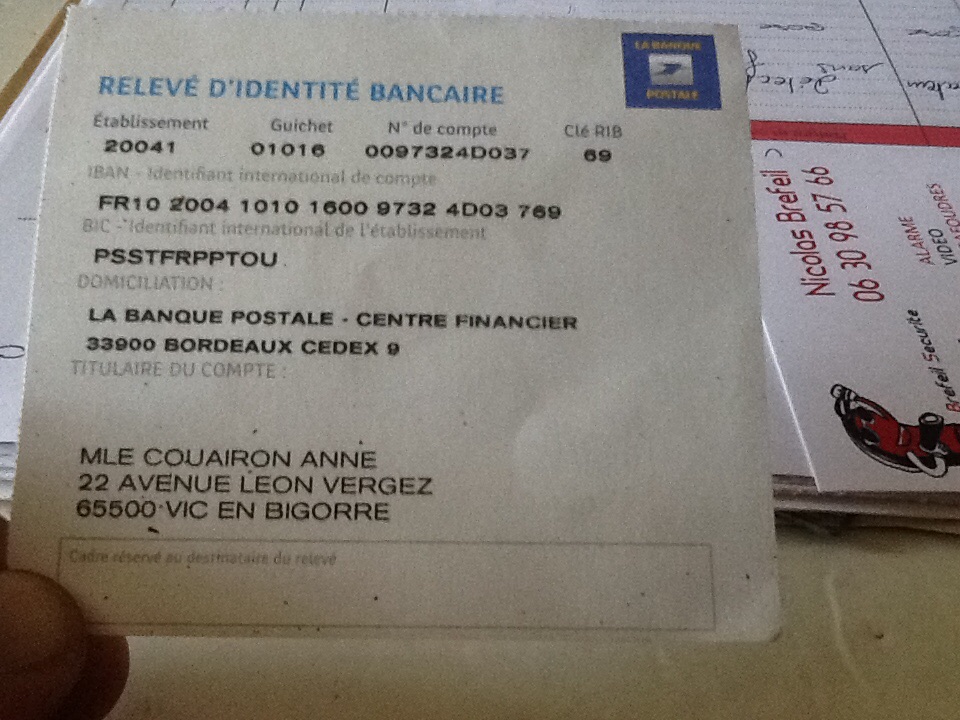 LA BANQUE
POSTALE
RELEVÉ D'IDENTITÉ BANCAIRE
Établissement Guichet N° de compte Clé RIB
20041 01016 0097324D037 69
IBAN - Identifiant international de compte
FR10 2004 1010 1600 9732 4D03 769
BIC - Identifiant international de l'établissement
PSSTFRPPTOU
DOMICILIATION :
LA BANQUE POSTALE - CENTRE FINANCIER
33900 BORDEAUX CEDEX 9
TITULAIRE DU COMPTE :
MLE COUAIRON ANNE
22 AVENUE LEON VERGEZ
65500 VIC EN BIGORRE
Cadre réservé au destinataire du relevé
Nicolas Brefeil
06 30 98 57 66
ALARME
VIDEO
Brefeil Securite